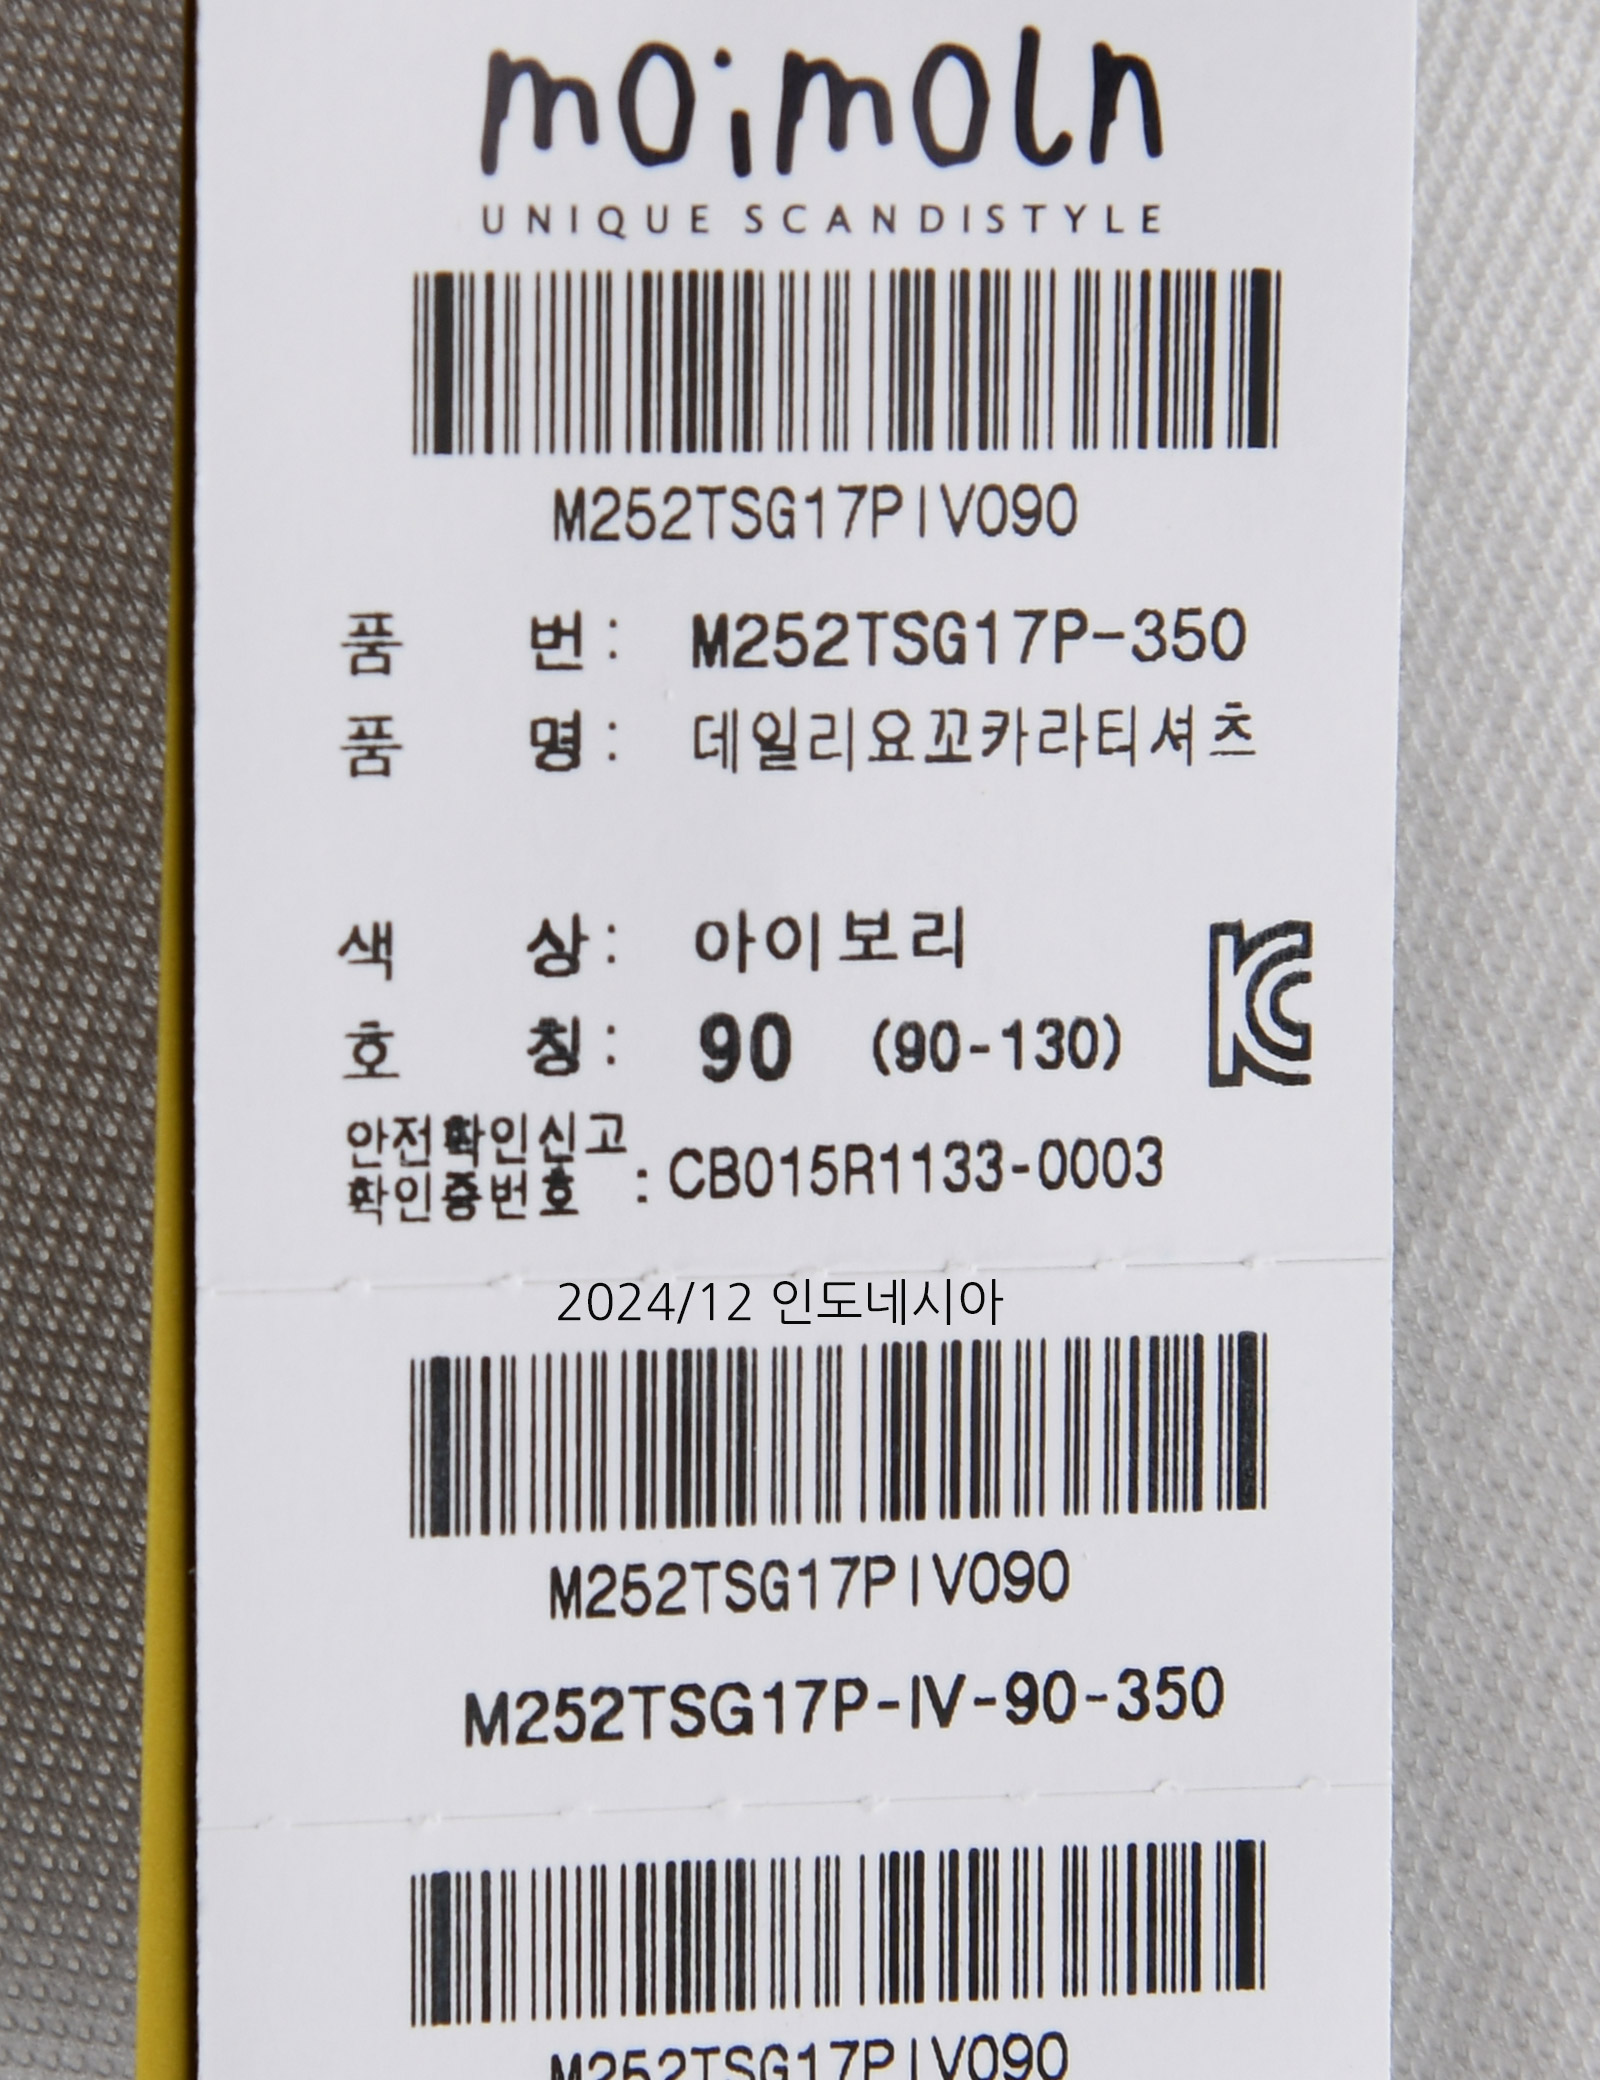 moimoln
UNIQUE SCANDISTYLE
M252TSG17PIV090
품 번 : M252TSG17P-350
품 명 : 데일리요꼬카라티셔츠
색 상 : 아이보리
호 칭 : 90 (90-130)
안전확인신고
확인증번호 : CB015R1133-0003
2024/12 인도네시아
M252TSG17PIV090
M252TSG17P-IV-90-350
M252TSG17PIV090